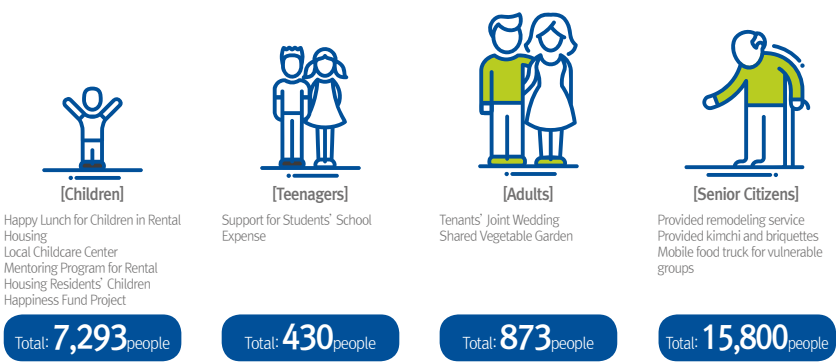 [Children]
Happy Lunch for Children in Rental
Housing
Local Childcare Center
Mentoring Program for Rental
Housing Residents' Children
Happiness Fund Project
Total: 7,293people
[Teenagers]
Support for Students' School
Expense
Total: 430people
[Adults]
Tenants' Joint Wedding
Shared Vegetable Garden
Total: 873people
[Senior Citizens]
Provided remodeling service
Provided kimchi and briquettes
Mobile food truck for vulnerable
groups
Total: 15,800people